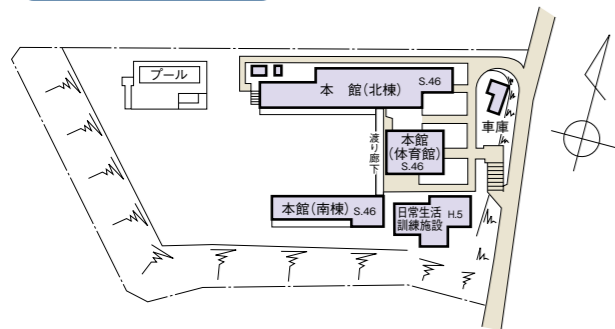 プール
本　館(北棟) S.46
車庫
渡り廊下
本館
(体育館)
S.46
本館(南棟) S.46
日常生活
訓練施設 H.5